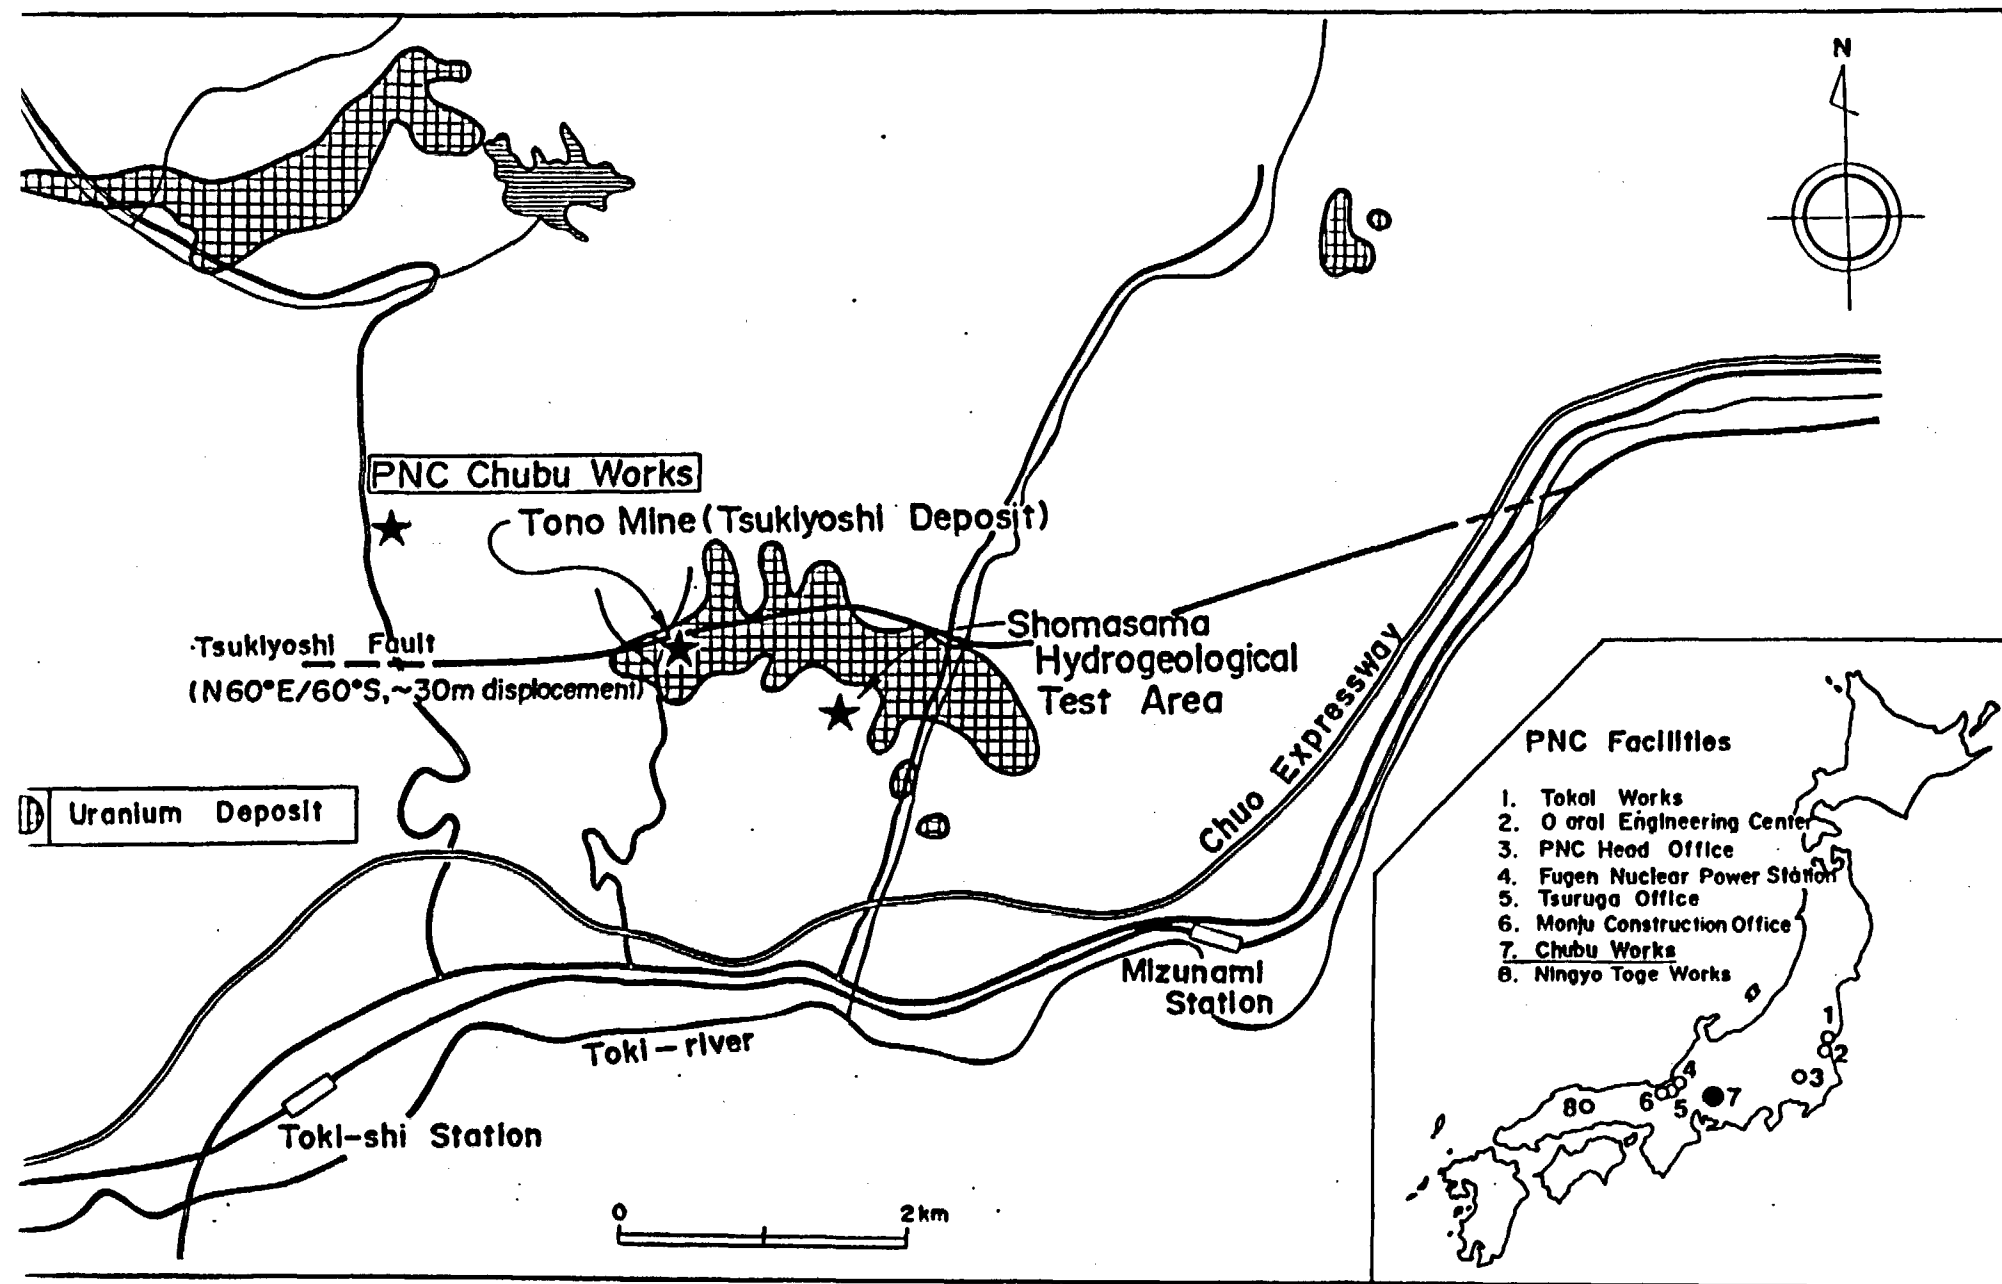 N
PNC Chubu Works
Tono Mine (Tsukiyoshi Deposit)
Tsukiyoshi Fault
(N60°E/60°S, ~30m displacement)
Shomasama
Hydrogeological
Test Area
Uranium Deposit
Chuo Expressway
Mizunami
Station
Toki-river
Toki-shi Station
0 2km
PNC Facilities
1. Tokai Works
2. O arai Engineering Center
3. PNC Head Office
4. Fugen Nuclear Power Station
5. Tsuruga Office
6. Monju Construction Office
7. Chubu Works
8. Ningyo Toge Works
1
2
3
4
5
6
7
8